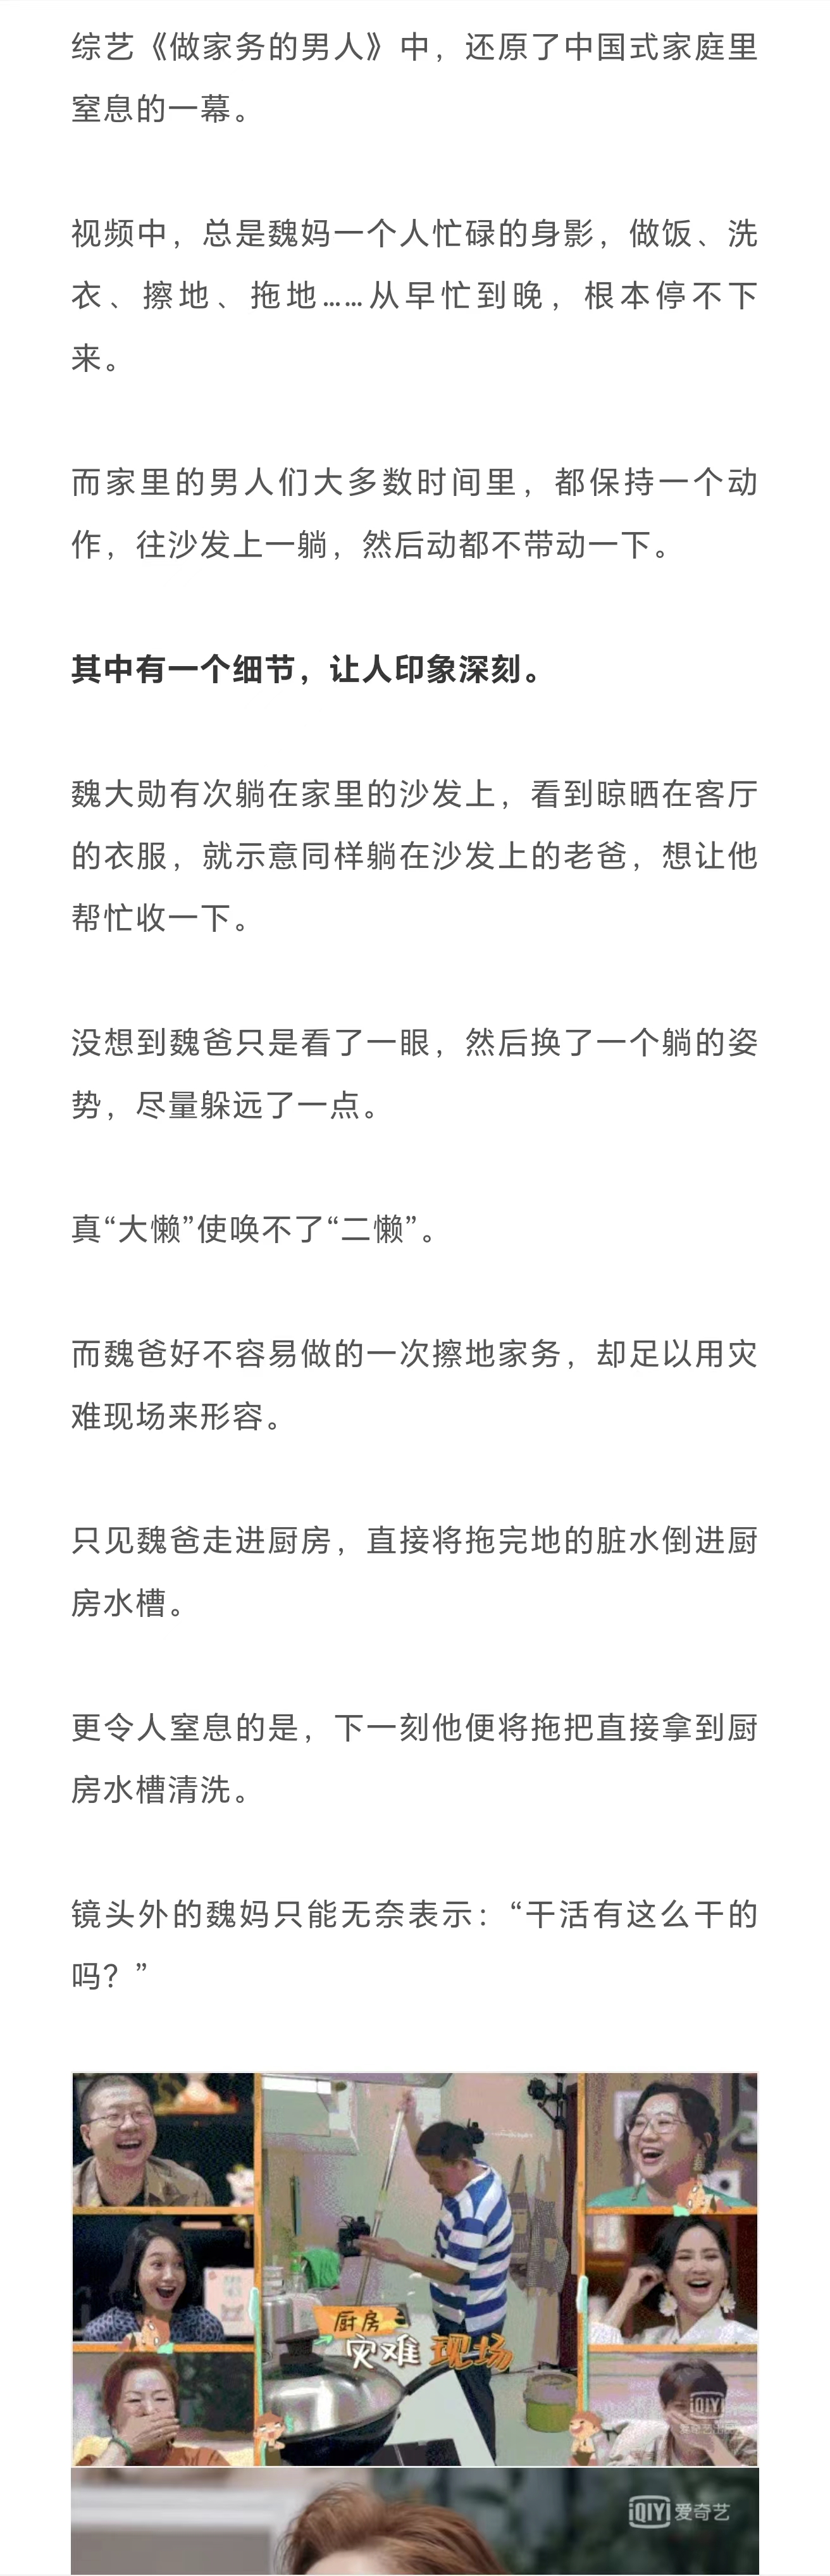 综艺《做家务的男人》中，还原了中国式家庭里
窒息的一幕。
视频中，总是魏妈一个人忙碌的身影，做饭、洗
衣、擦地、拖地……从早忙到晚，根本停不下
来。
而家里的男人们大多数时间里，都保持一个动
作，往沙发上一躺，然后动都不带动一下。
其中有一个细节，让人印象深刻。
魏大勋有次躺在家里的沙发上，看到晾晒在客厅
的衣服，就示意同样躺在沙发上的老爸，想让他
帮忙收一下。
没想到魏爸只是看了一眼，然后换了一个躺的姿
势，尽量躲远了一点。
真“大懒”使唤不了“二懒”。
而魏爸好不容易做的一次擦地家务，却足以用灾
难现场来形容。
只见魏爸走进厨房，直接将拖完地的脏水倒进厨
房水槽。
更令人窒息的是，下一刻他便将拖把直接拿到厨
房水槽清洗。
镜头外的魏妈只能无奈表示：“干活有这么干的
吗？”
厨房
灾难现场
iQIYI
iQIYI 爱奇艺